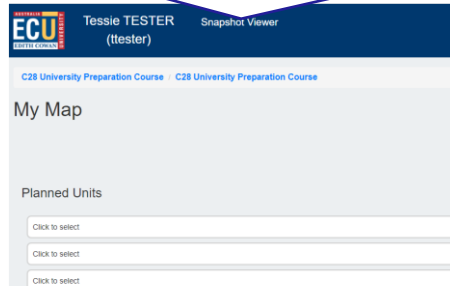 AUSTRALIA
ECU
EDITH COWAN
UNIVERSITY
Tessie TESTER
(ttester)
Snapshot Viewer
C28 University Preparation Course / C28 University Preparation Course
My Map
Planned Units
Click to select
Click to select
Click to select